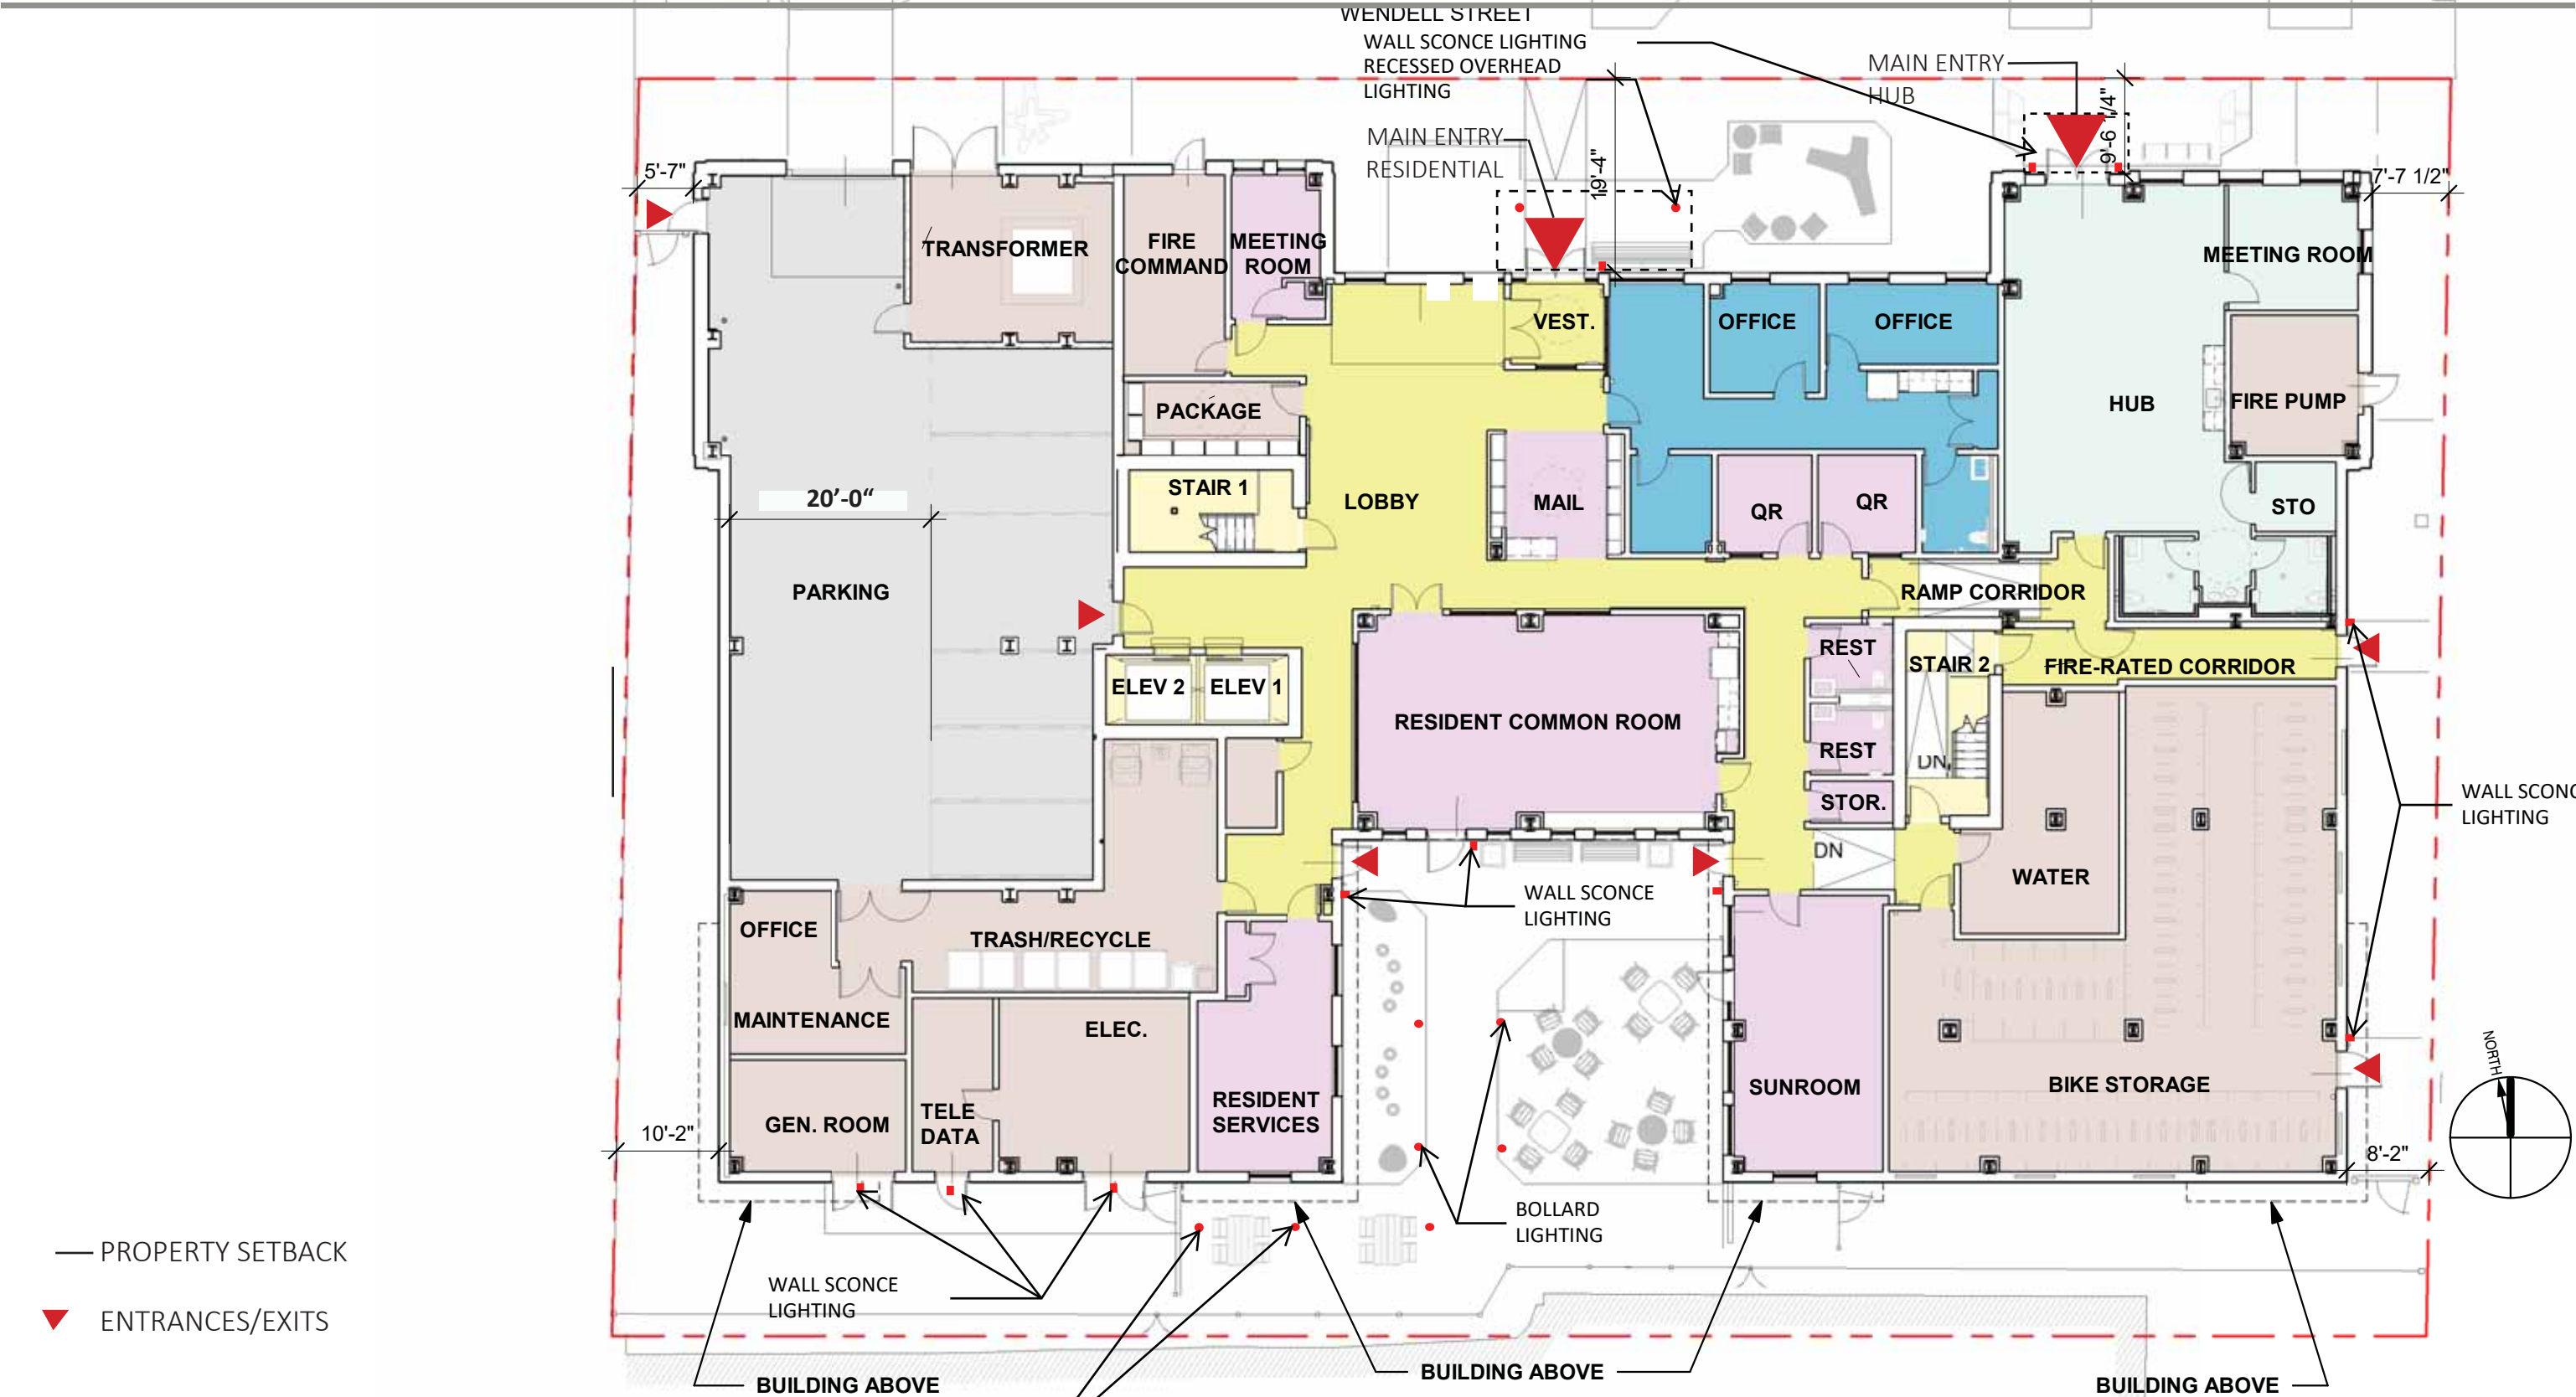 WENDELL STREET
WALL SCONCE LIGHTING
RECESSED OVERHEAD
LIGHTING
MAIN ENTRY
HUB
9'-6 1/4"
MAIN ENTRY
RESIDENTIAL
19'-4"
5'-7"
7'-7 1/2"
TRANSFORMER
FIRE
COMMAND
MEETING
ROOM
MEETING ROOM
VEST.
OFFICE
OFFICE
PACKAGE
HUB
FIRE PUMP
STAIR 1
20'-0"
LOBBY
MAIL
QR
QR
STO
PARKING
RAMP CORRIDOR
REST
STAIR 2
FIRE-RATED CORRIDOR
ELEV 2
ELEV 1
RESIDENT COMMON ROOM
REST
DN
STOR.
WALL SCONC
LIGHTING
DN
WATER
WALL SCONCE
LIGHTING
OFFICE
TRASH/RECYCLE
MAINTENANCE
ELEC.
NORTH
SUNROOM
BIKE STORAGE
RESIDENT
SERVICES
GEN. ROOM
TELE
DATA
10'-2"
8'-2"
BOLLARD
LIGHTING
PROPERTY SETBACK
WALL SCONCE
LIGHTING
ENTRANCES/EXITS
BUILDING ABOVE
BUILDING ABOVE
BUILDING ABOVE